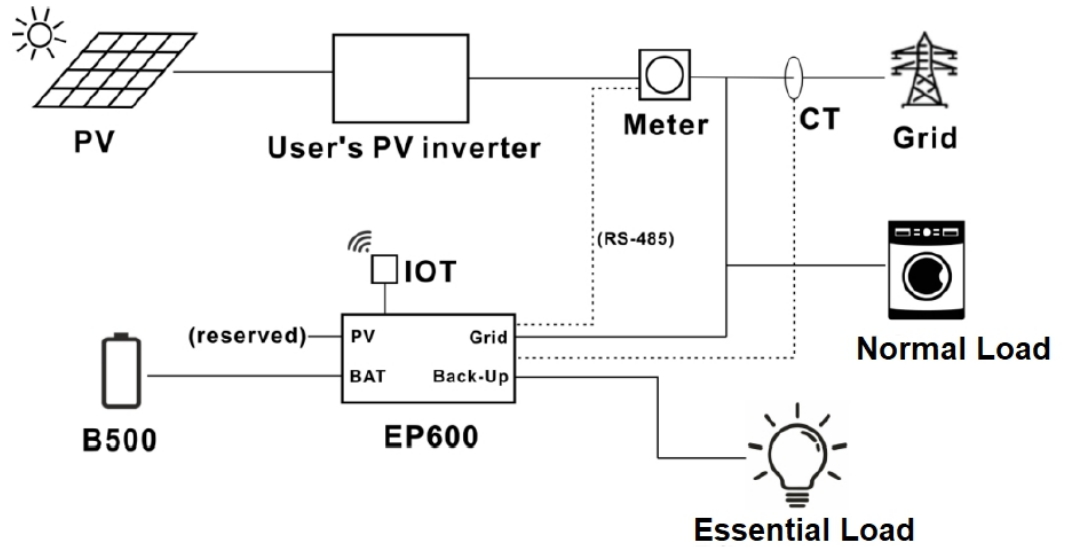 PV
User's PV inverter
Meter
CT
Grid
(RS-485)
IOT
(reserved)
PV
Grid
BAT
Back-Up
B500
EP600
Normal Load
Essential Load